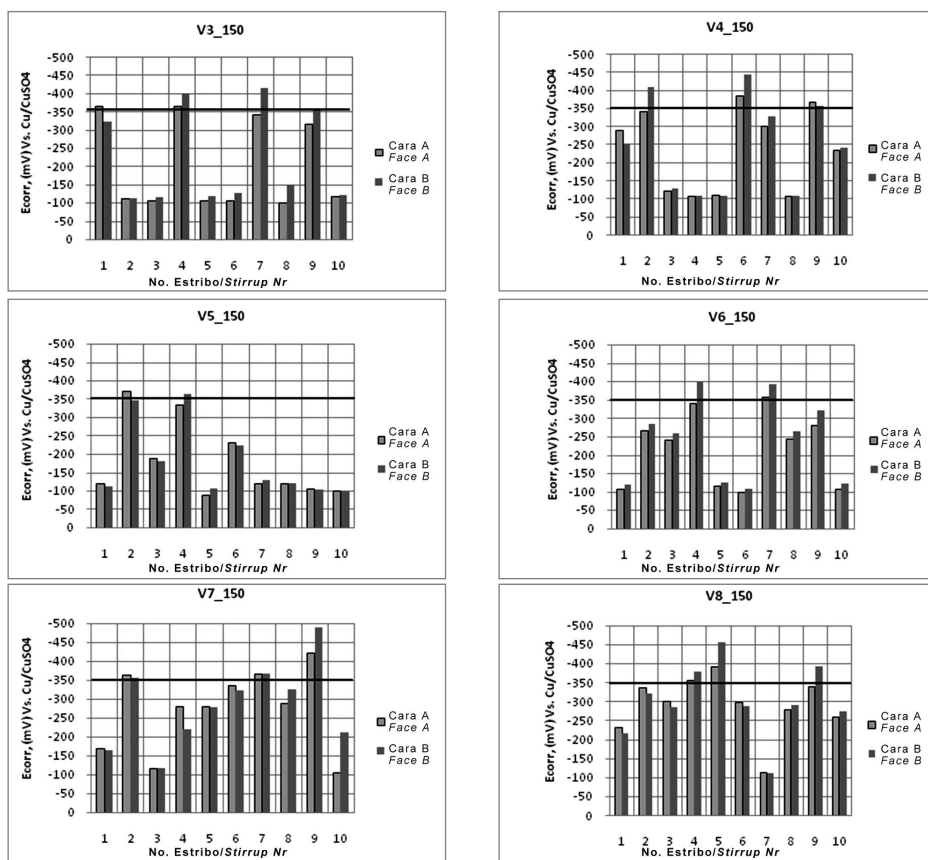 V3_150
Ecorr, (mV) Vs. Cu/CuSO4
-500
-450
-400
-350
-300
-250
-200
-150
-100
-50
0
1 2 3 4 5 6 7 8 9 10
No. Estribo/Stirrup Nr
Cara A
Face A
Cara B
Face B
V4_150
Ecorr, (mV) Vs. Cu/CuSO4
-500
-450
-400
-350
-300
-250
-200
-150
-100
-50
0
1 2 3 4 5 6 7 8 9 10
No. Estribo/Stirrup Nr
Cara A
Face A
Cara B
Face B
V5_150
Ecorr, (mV) Vs. Cu/CuSO4
-500
-450
-400
-350
-300
-250
-200
-150
-100
-50
0
1 2 3 4 5 6 7 8 9 10
No. Estribo/Stirrup Nr
Cara A
Face A
Cara B
Face B
V6_150
Ecorr, (mV) Vs. Cu/CuSO4
-500
-450
-400
-350
-300
-250
-200
-150
-100
-50
0
1 2 3 4 5 6 7 8 9 10
No. Estribo/Stirrup Nr
Cara A
Face A
Cara B
Face B
V7_150
Ecorr, (mV) Vs. Cu/CuSO4
-500
-450
-400
-350
-300
-250
-200
-150
-100
-50
0
1 2 3 4 5 6 7 8 9 10
No. Estribo/Stirrup Nr
Cara A
Face A
Cara B
Face B
V8_150
Ecorr, (mV) Vs. Cu/CuSO4
-500
-450
-400
-350
-300
-250
-200
-150
-100
-50
0
1 2 3 4 5 6 7 8 9 10
No. Estribo/Stirrup Nr
Cara A
Face A
Cara B
Face B